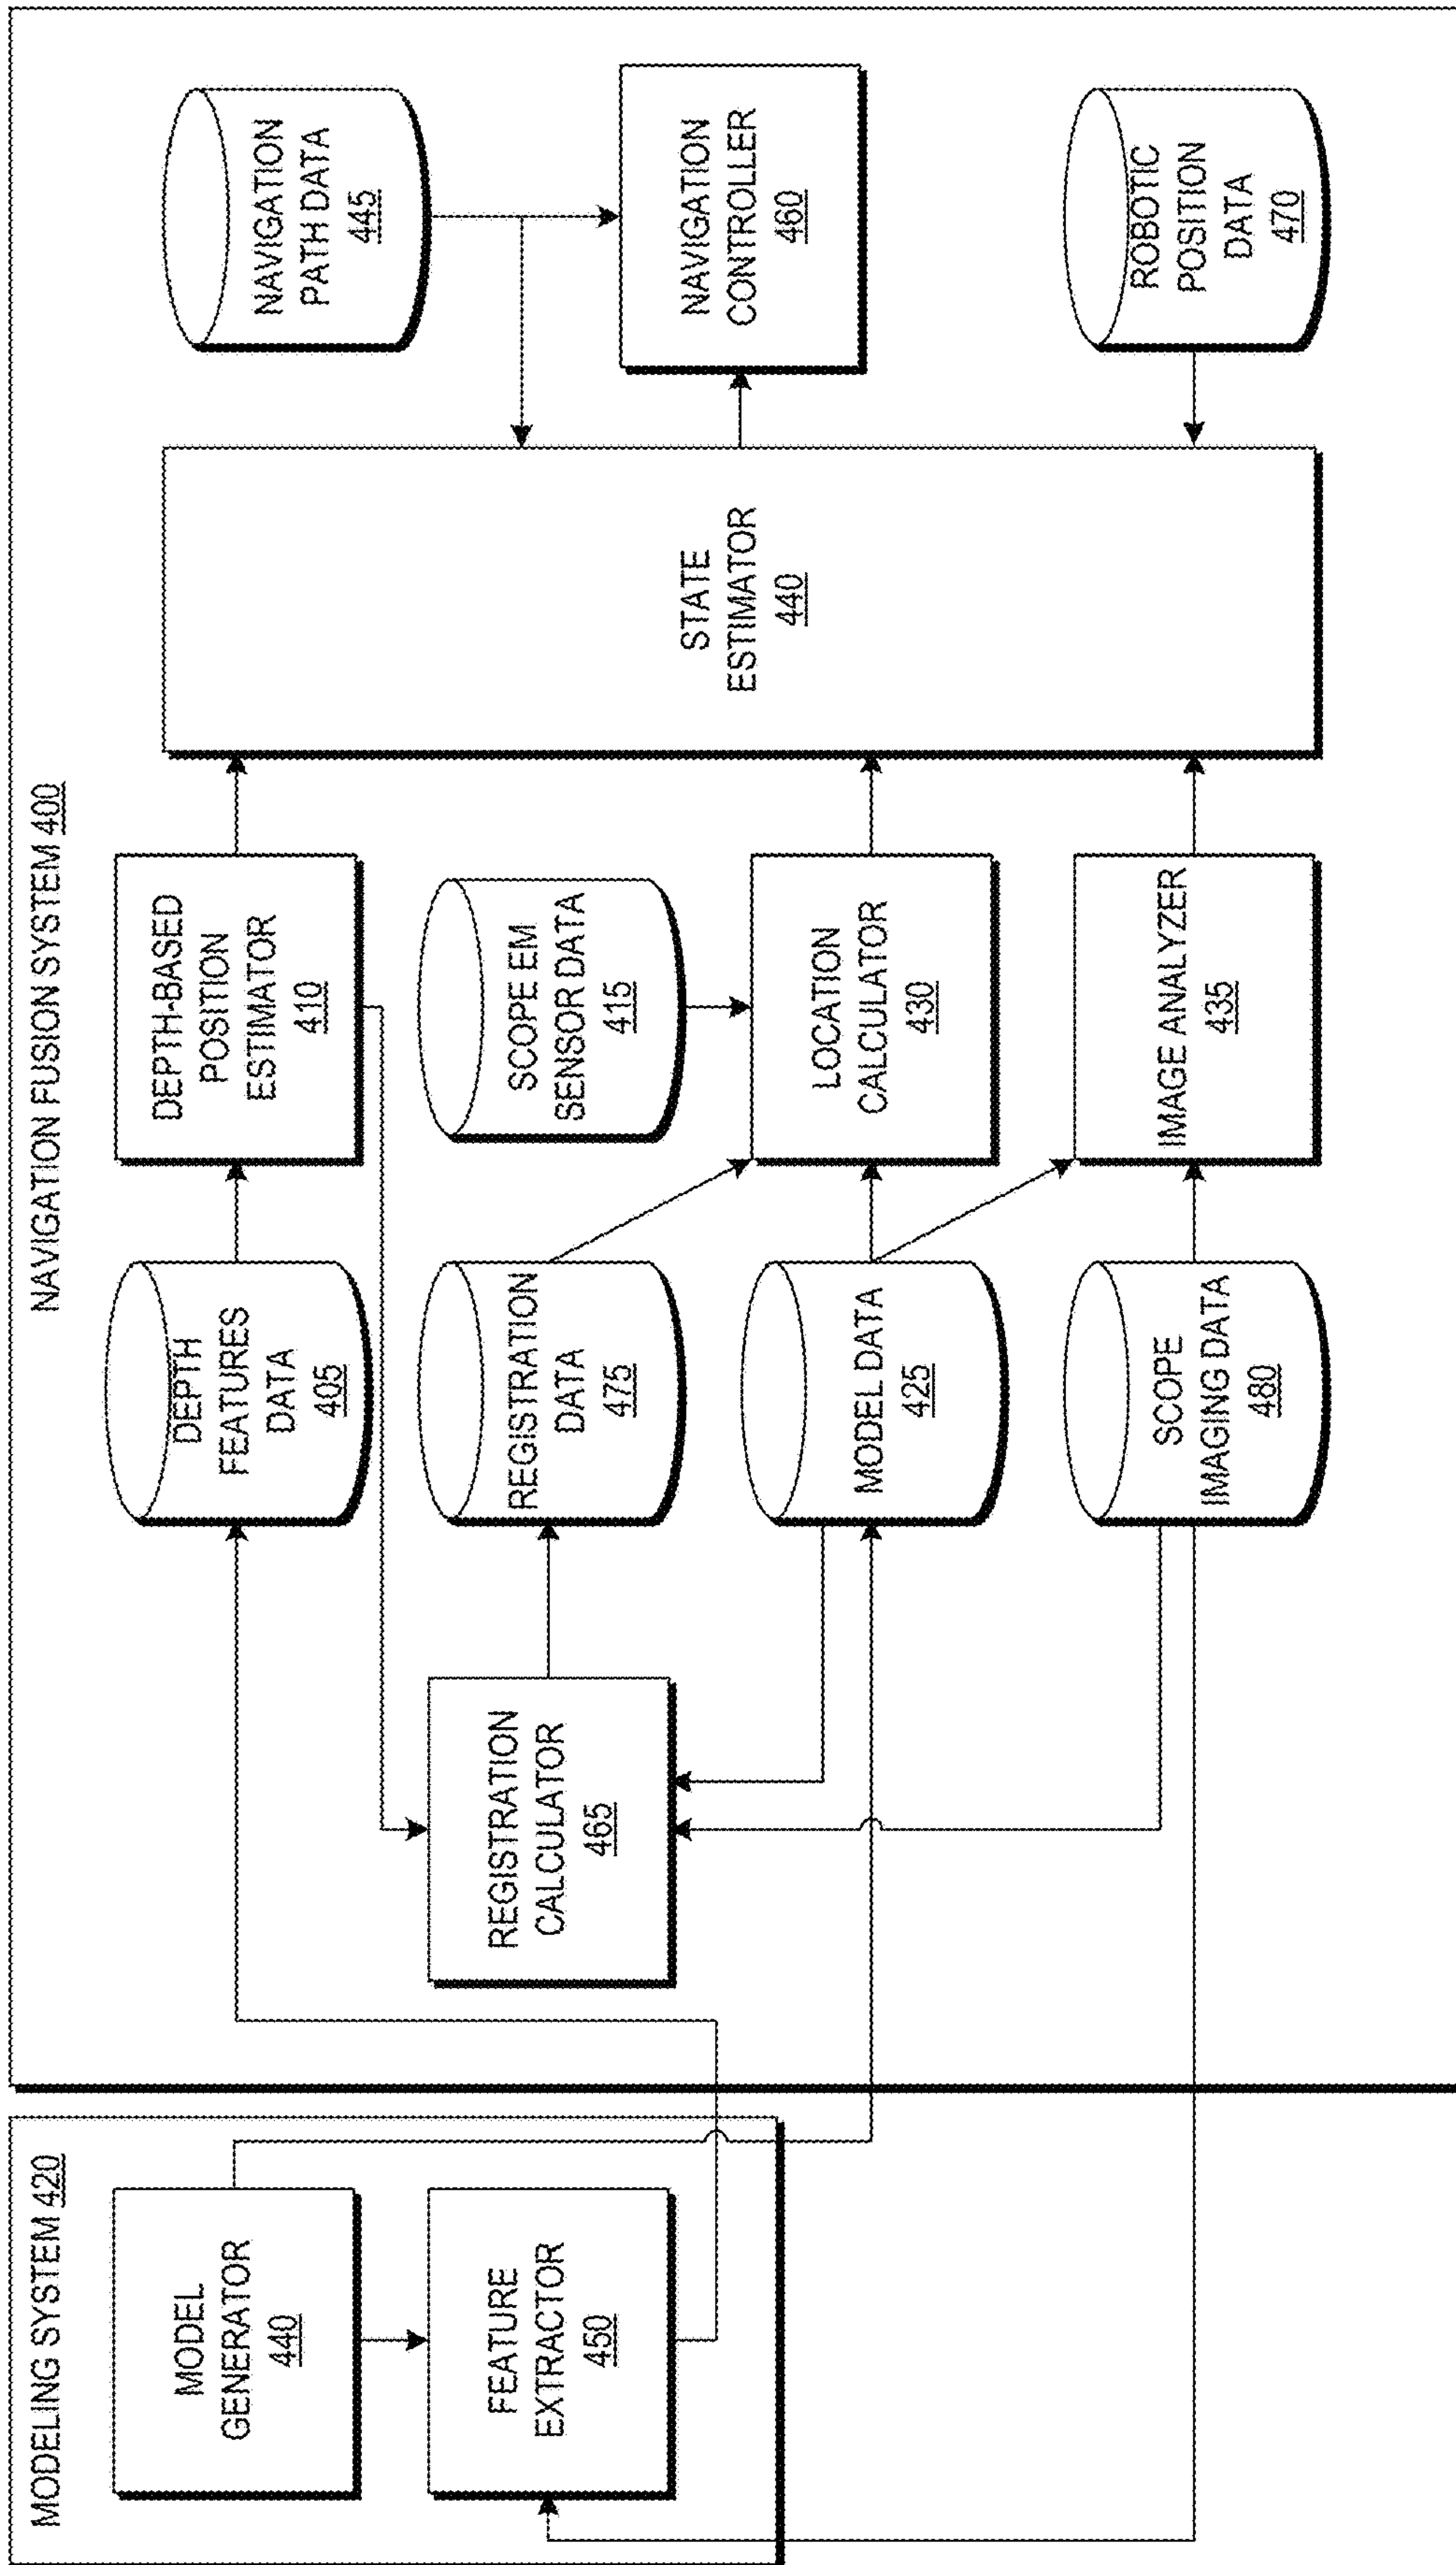 MODELING SYSTEM 420
MODEL
GENERATOR
440
FEATURE
EXTRACTOR
450
NAVIGATION FUSION SYSTEM 400
REGISTRATION
CALCULATOR
465
DEPTH
FEATURES
DATA
405
REGISTRATION
DATA
475
MODEL DATA
425
SCOPE
IMAGING DATA
480
DEPTH-BASED
POSITION
ESTIMATOR
410
SCOPE EM
SENSOR DATA
415
LOCATION
CALCULATOR
430
IMAGE ANALYZER
435
STATE
ESTIMATOR
440
NAVIGATION
PATH DATA
445
NAVIGATION
CONTROLLER
460
ROBOTIC
POSITION
DATA
470